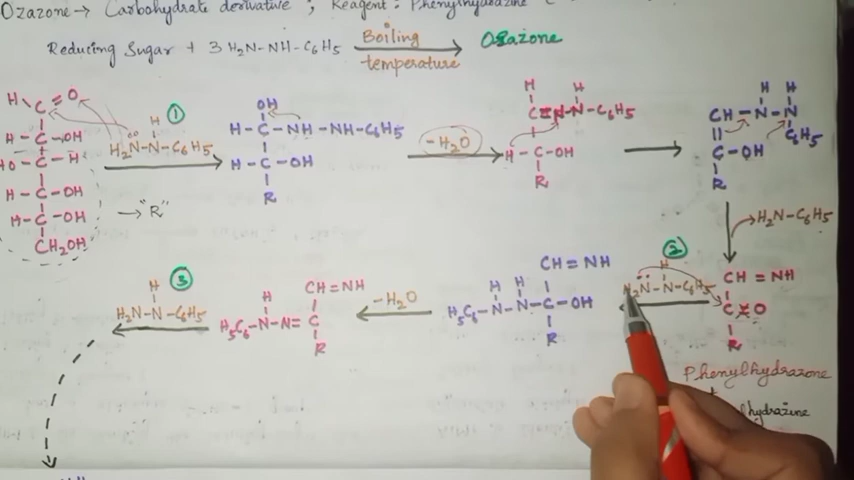 Ozazone → Carbohydrate derivative ; Reagent:- Phenylhydrazine (
Reducing Sugar + 3 H₂N-NH-C₆H₅ Boiling temperature → Osazone
H C=O
H-C-OH
HO-C-H
H-C-OH
H-C-OH
CH₂OH
→ "R"
①
H
H₂N̈-N-C₆H₅
OH
H-C-NH-NH-C₆H₅
H-C-OH
R
-H₂O
H H
C=N-N-C₆H₅
H-C-OH
R
H H
CH-N-N
C₆H₅
C-OH
R
H₂N-C₆H₅
CH=NH
C=O
R
Phenylhydrazone
+
②
H
H₂N̈-N-C₆H₅
CH=NH
H H
H₅C₆-N-N-C-OH
R
-H₂O
CH=NH
H
H₅C₆-N-N=C
R
③
H
H₂N-N-C₆H₅